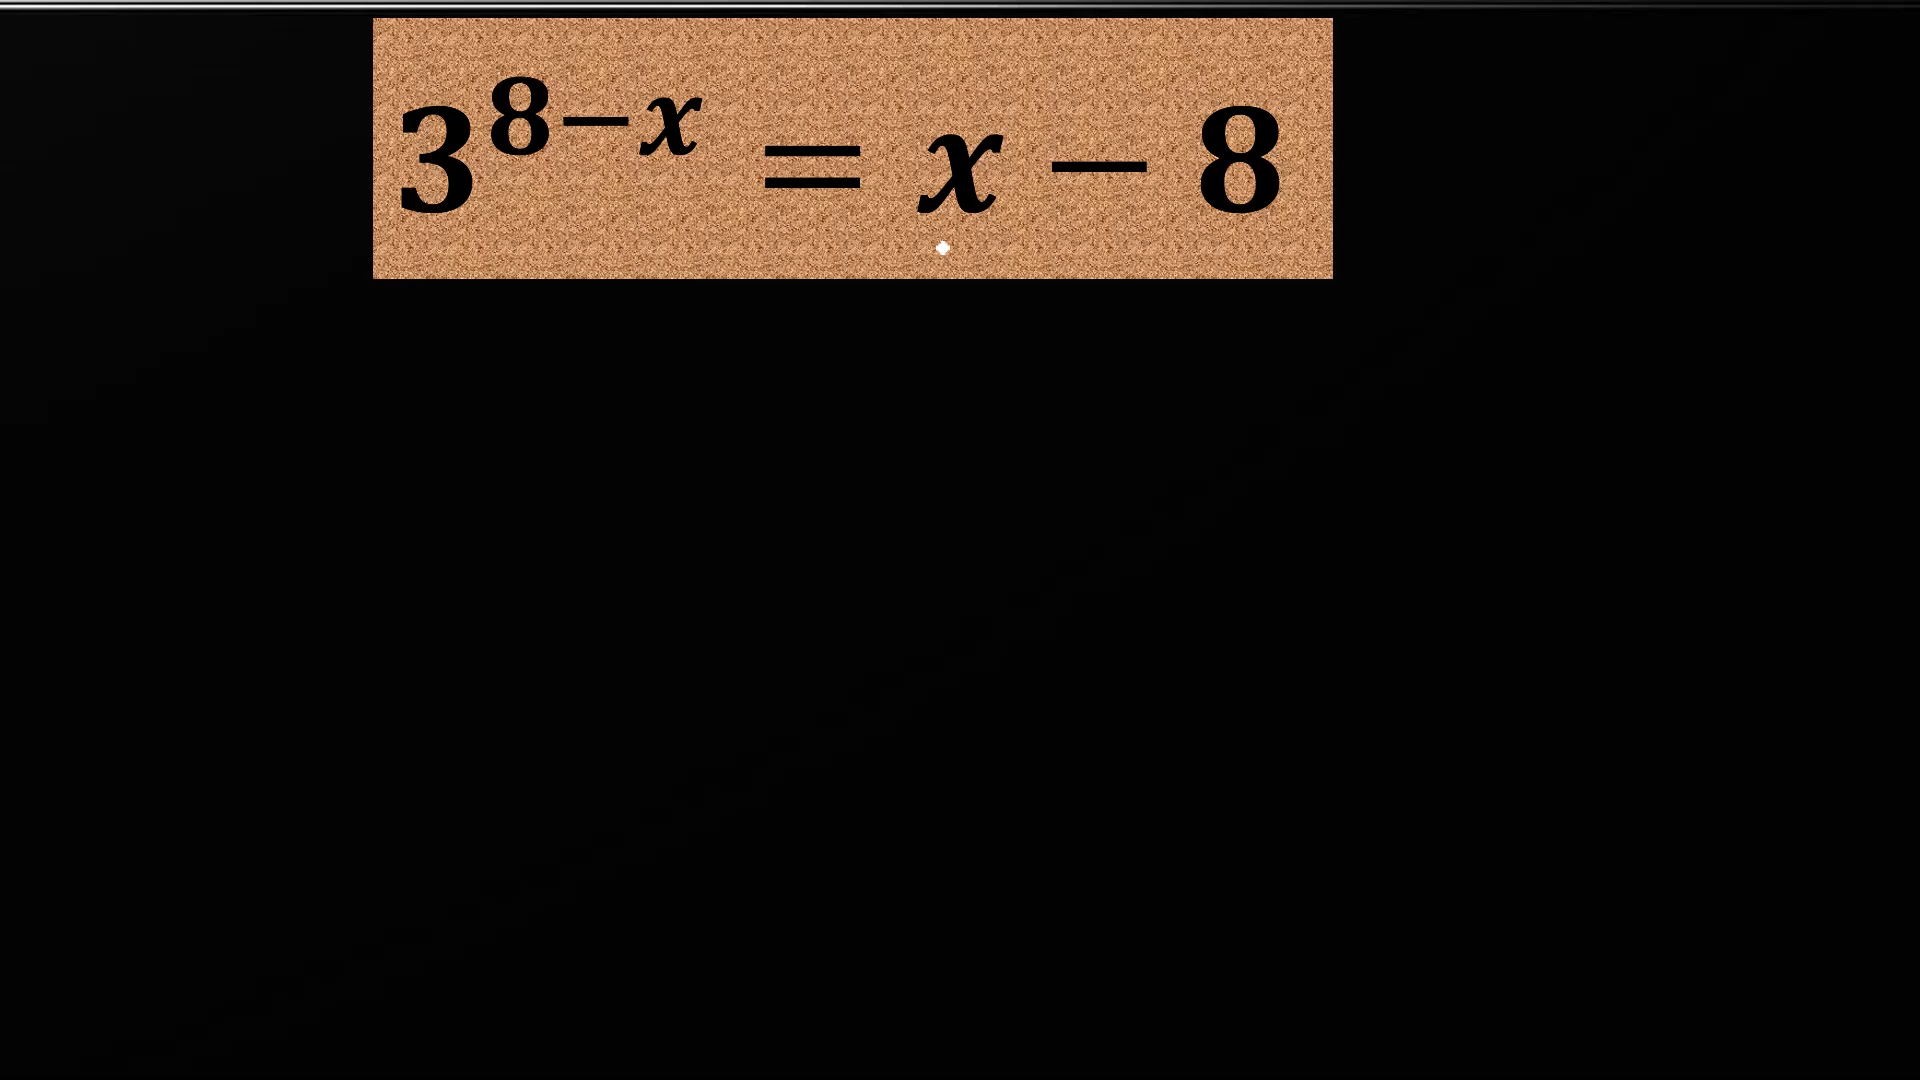 3^{8−x} = x − 8